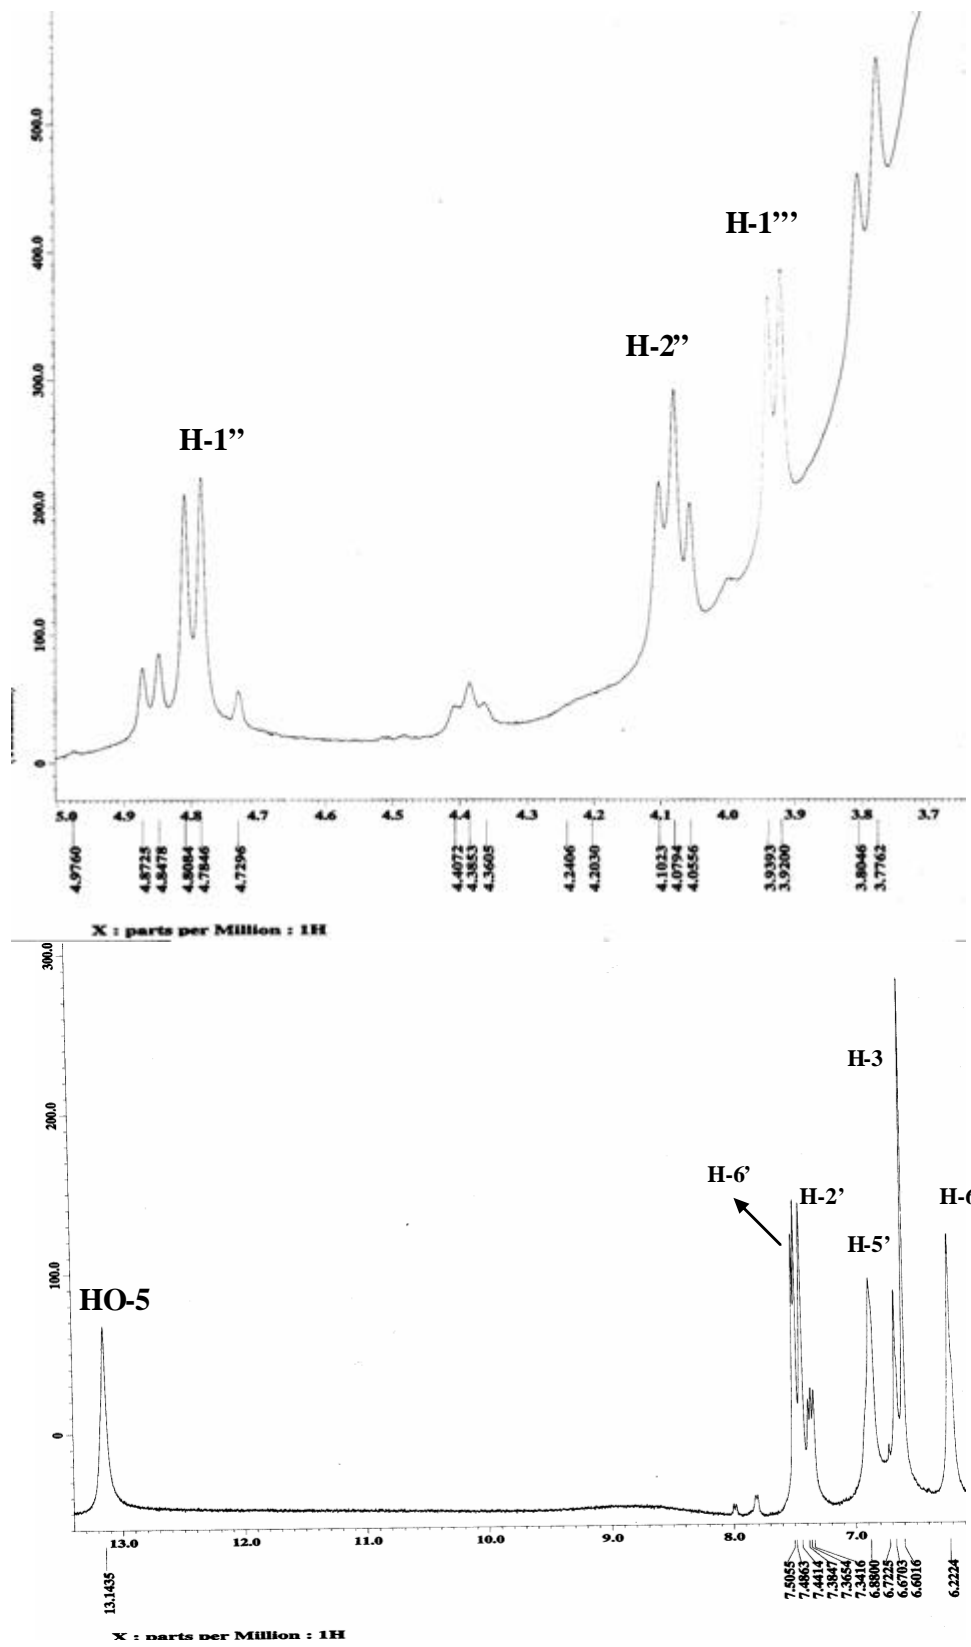 500.0
400.0
300.0
200.0
100.0
0
H-1”’
H-2”
H-1”
5.0 4.9 4.8 4.7 4.6 4.5 4.4 4.3 4.2 4.1 4.0 3.9 3.8 3.7
4.9760 4.8725 4.8478 4.8084 4.7846 4.7296 4.4072 4.3853 4.3605 4.2406 4.2030 4.1023 4.0794 4.0556 3.9393 3.9200 3.8046 3.7762
X : parts per Million : 1H
300.0
200.0
100.0
0
H-3
H-6’
H-2’
H-6
H-5’
HO-5
13.0 12.0 11.0 10.0 9.0 8.0 7.0
13.1435 7.5055 7.4863 7.4414 7.3847 7.3654 7.3416 6.8800 6.7225 6.6703 6.6016 6.2224
X : parts per Million : 1H